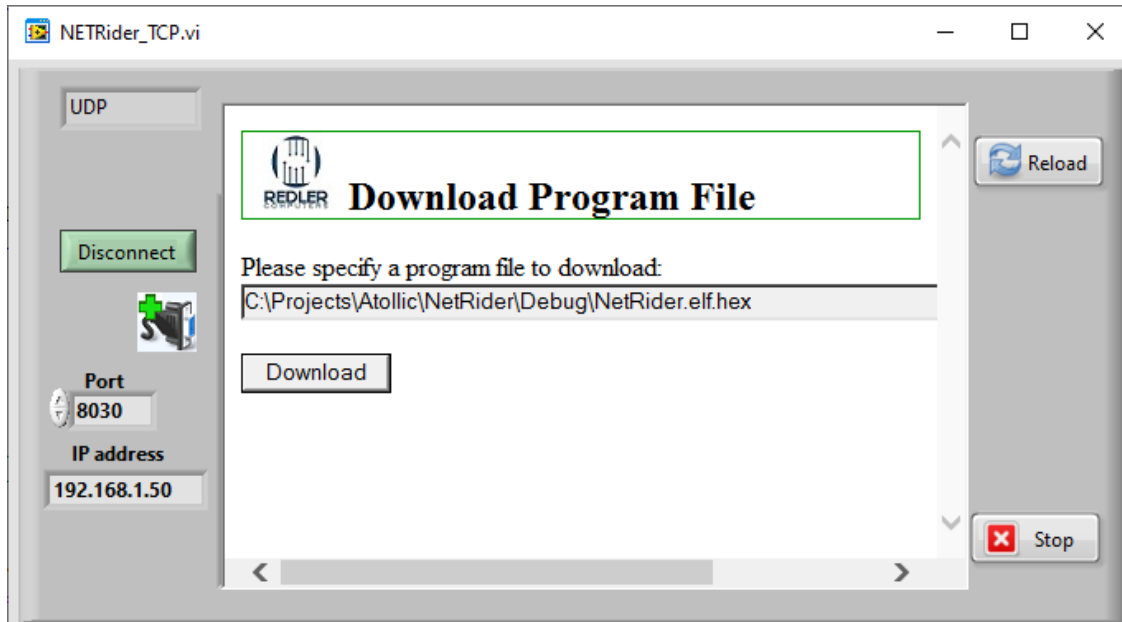 NETRider_TCP.vi
UDP
Disconnect
Port
8030
IP address
192.168.1.50
REDLER
COMPUTERS
Download Program File
Please specify a program file to download:
C:\Projects\Atollic\NetRider\Debug\NetRider.elf.hex
Download
Reload
Stop